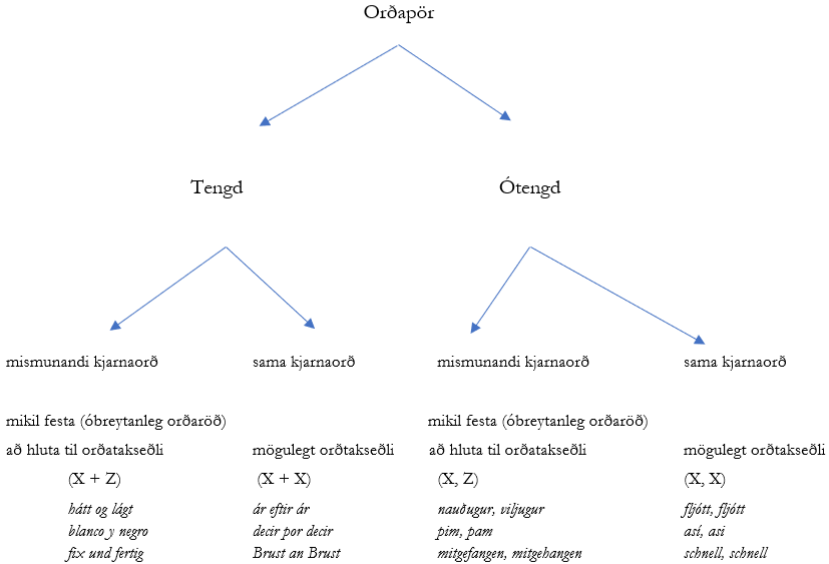 Orðapör
Tengd Ótengd
mismunandi kjarnaorð sama kjarnaorð mismunandi kjarnaorð sama kjarnaorð
mikil festa (óbreytanleg orðaröð) mikil festa (óbreytanleg orðaröð)
að hluta til orðatakseðli mögulegt orðtakseðli að hluta til orðatakseðli mögulegt orðtakseðli
(X + Z) (X + X) (X, Z) (X, X)
hátt og lágt ár eftir ár nauðugur, viljugur fljótt, fljótt
blanco y negro decir por decir pim, pam así, asi
fix und fertig Brust an Brust mitgefangen, mitgehangen schnell, schnell